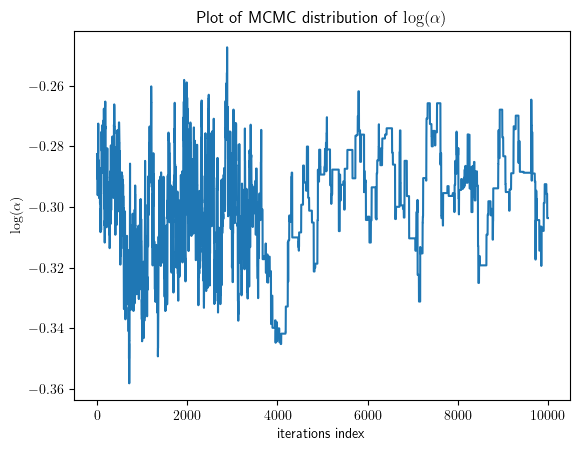 Plot of MCMC distribution of log(α)
−0.26
−0.28
−0.30
−0.32
−0.34
−0.36
log(α)
0 2000 4000 6000 8000 10000
iterations index